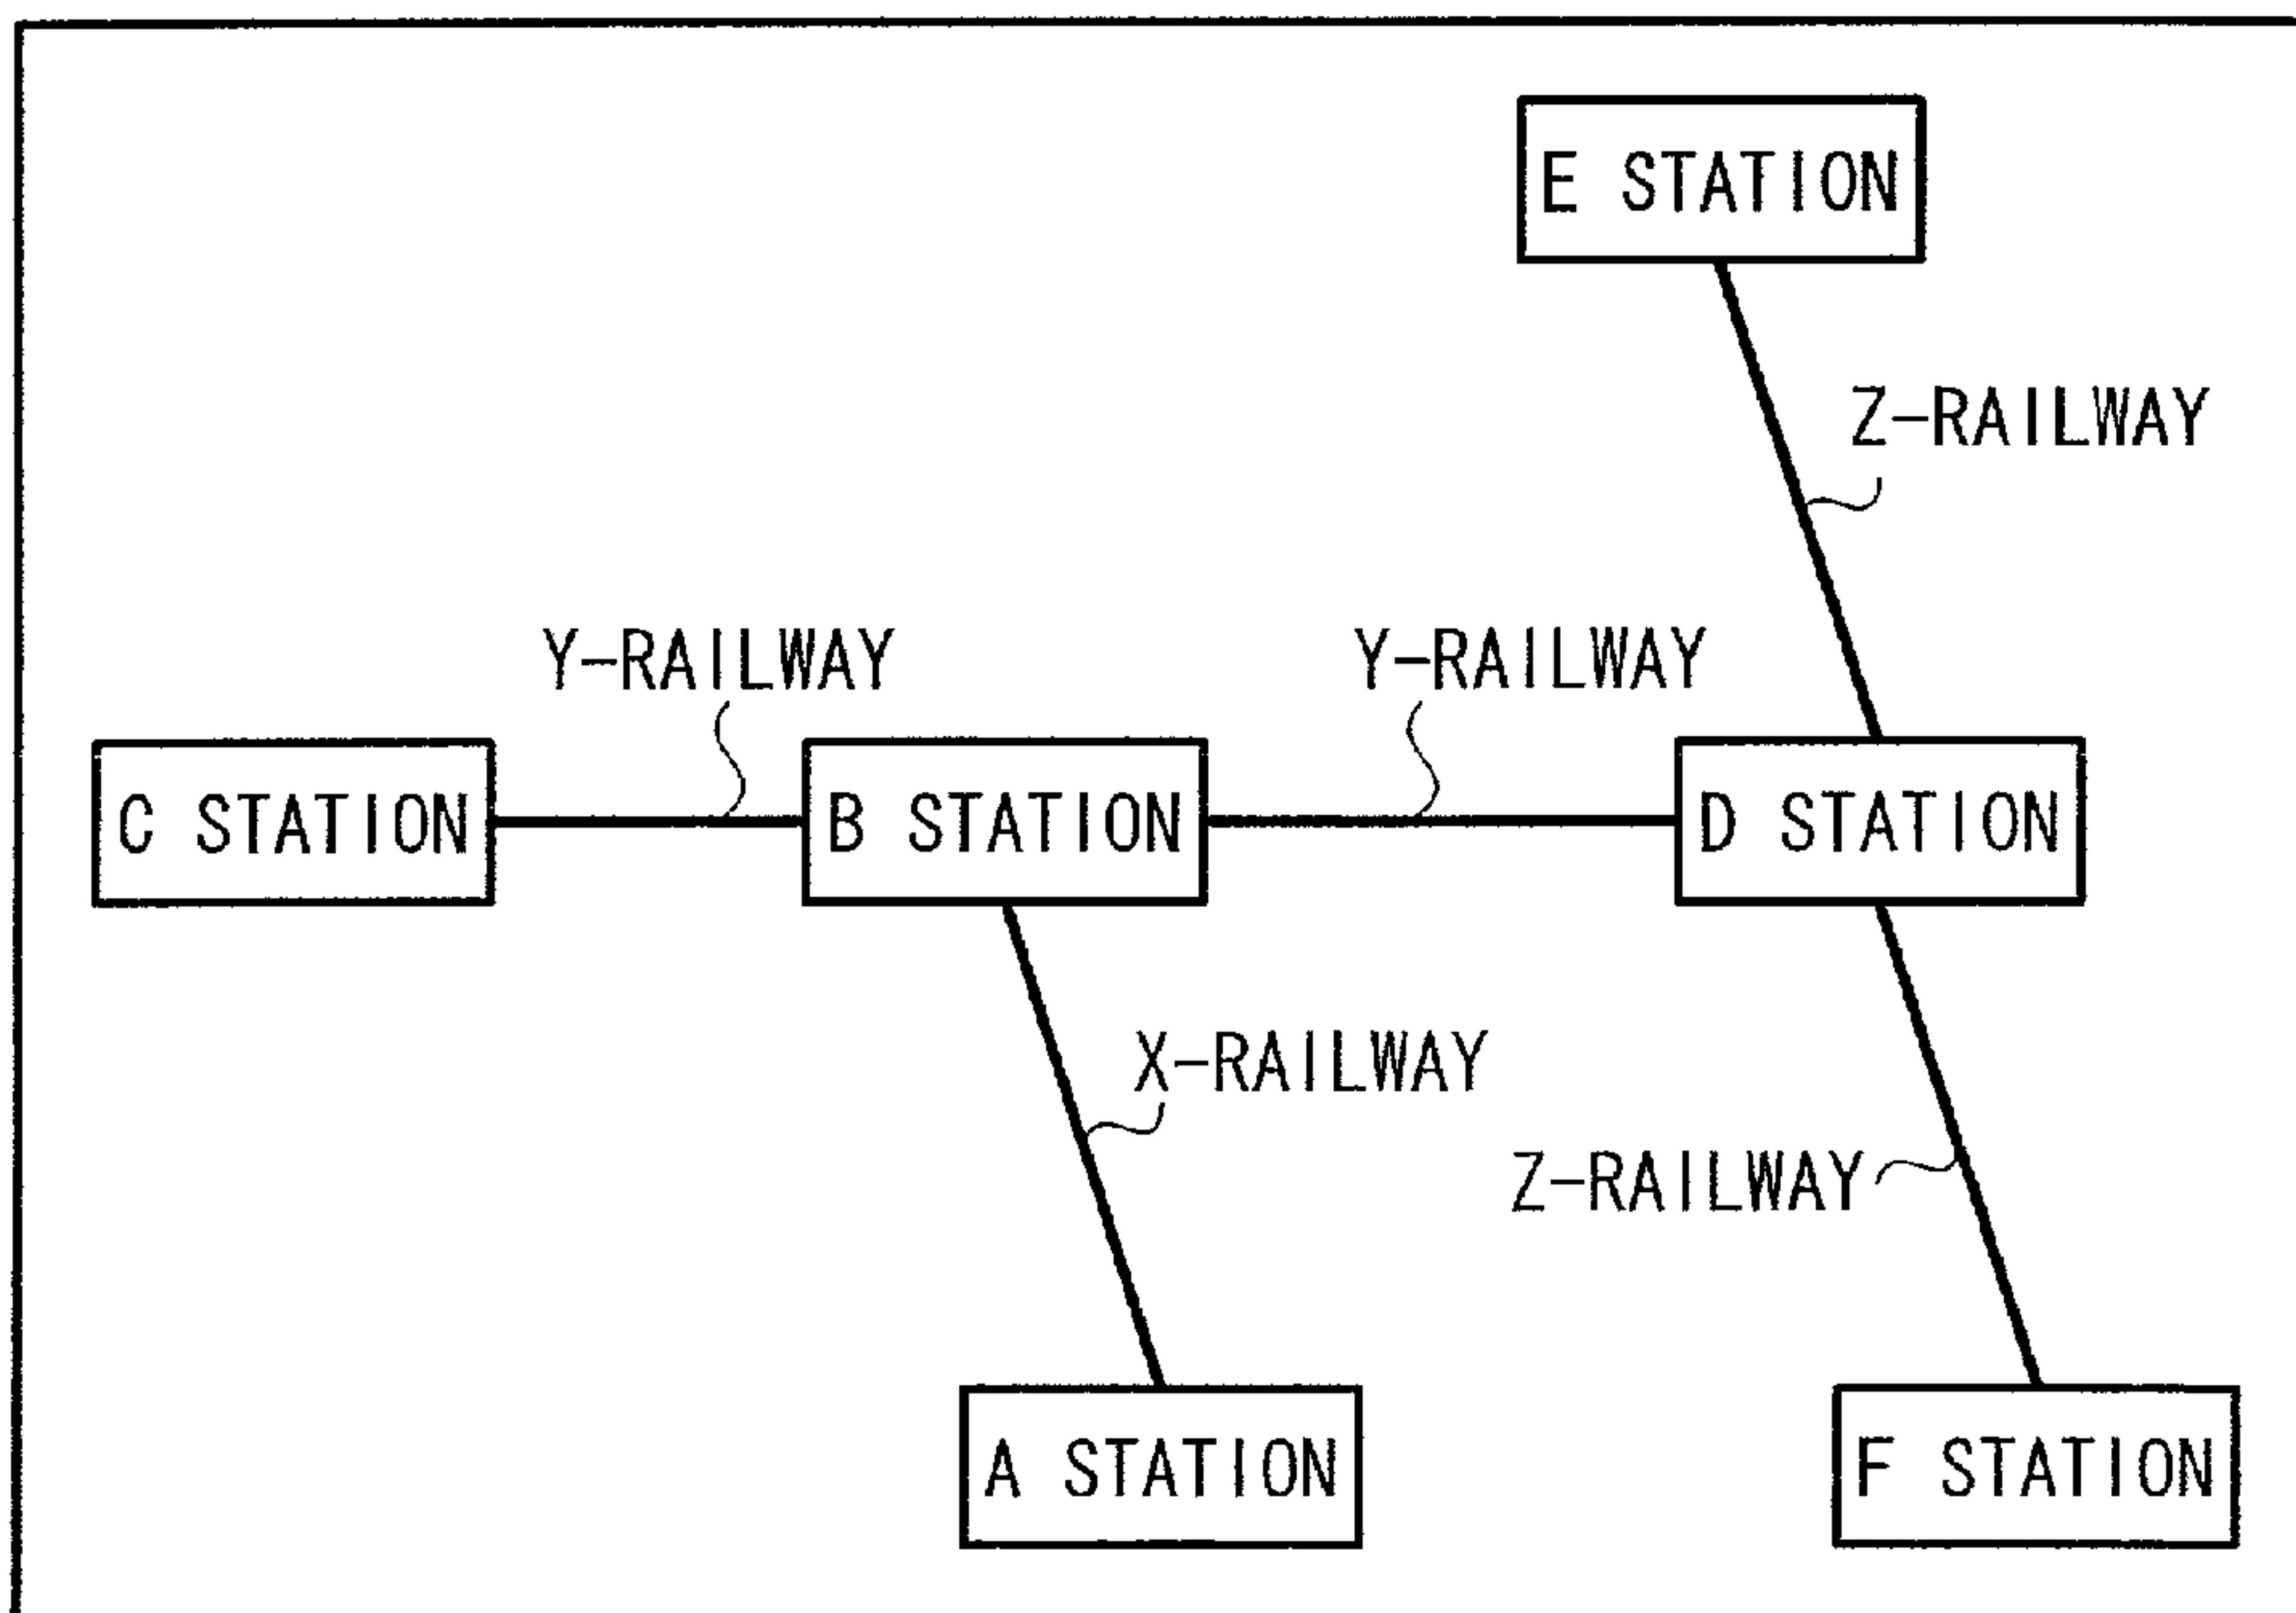 E STATION
Z-RAILWAY
Y-RAILWAY
Y-RAILWAY
C STATION
B STATION
D STATION
X-RAILWAY
Z-RAILWAY
A STATION
F STATION